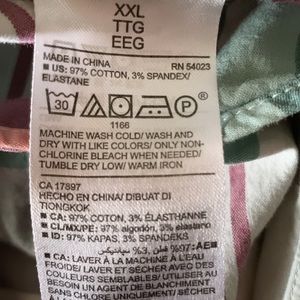 XXL
TTG
EEG
MADE IN CHINA RN 54023
US: 97% COTTON, 3% SPANDEX/
ELASTANE
30
1166
MACHINE WASH COLD/ WASH AND
DRY WITH LIKE COLORS/ ONLY NON-
CHLORINE BLEACH WHEN NEEDED/
TUMBLE DRY LOW/ WARM IRON
CA 17897
HECHO EN CHINA/ DIBUAT DI
TIONGKOK
CA: 97% COTON, 3% ÉLASTHANNE
CL/MX/PE: 97% algodón, 3% elastano
ID: 97% KAPAS, 3% SPANDEKS
AE: 97%
CA: LAVER À LA MACHINE À L'EAU
FROIDE/ LAVER ET SÉCHER AVEC DES
COULEURS SEMBLABLES/ UTILISER AU
BESOIN UN AGENT DE BLANCHIMENT
SANS CHLORE UNIQUEMENT/ SÉCHER